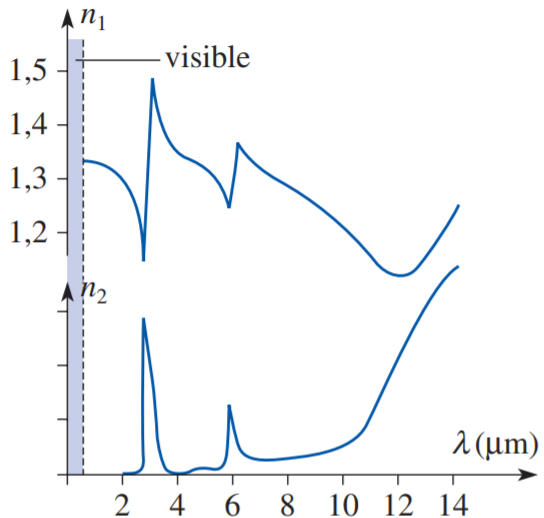 n₁
visible
1,5
1,4
1,3
1,2
n₂
λ (μm)
2 4 6 8 10 12 14